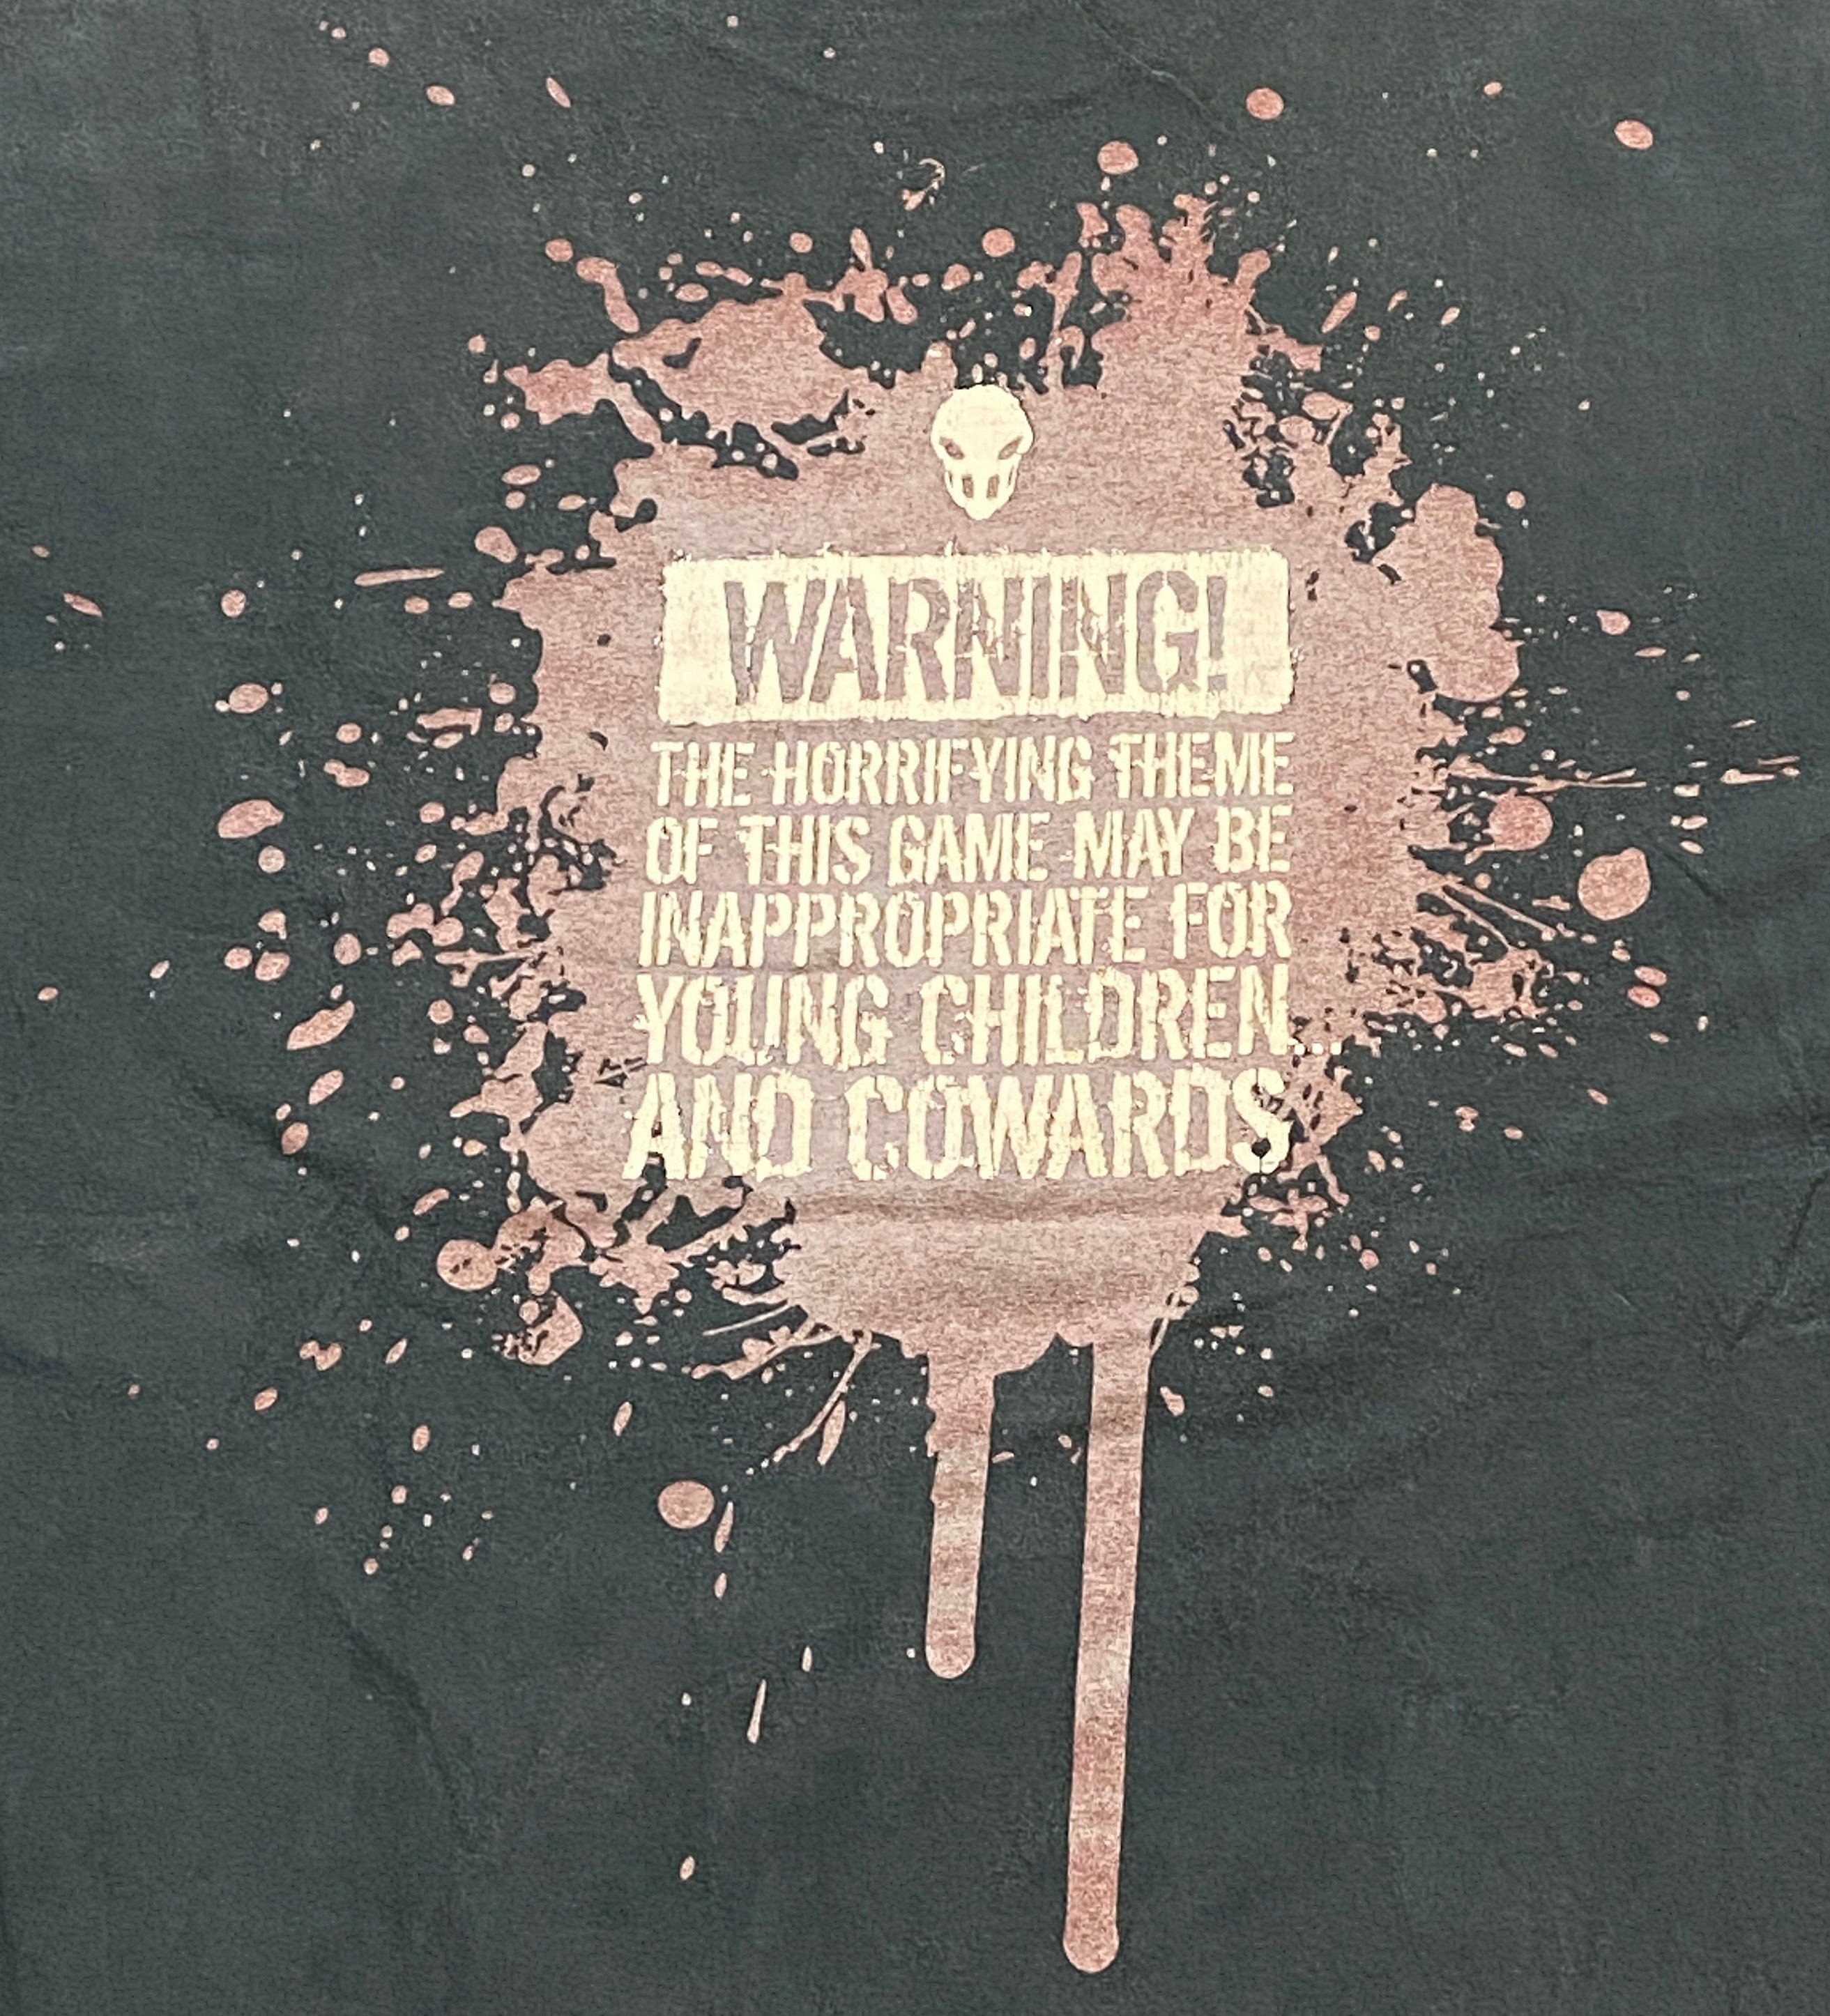 WARNING!
THE HORRIFYING THEME
OF THIS GAME MAY BE
INAPPROPRIATE FOR
YOUNG CHILDREN...
AND COWARDS